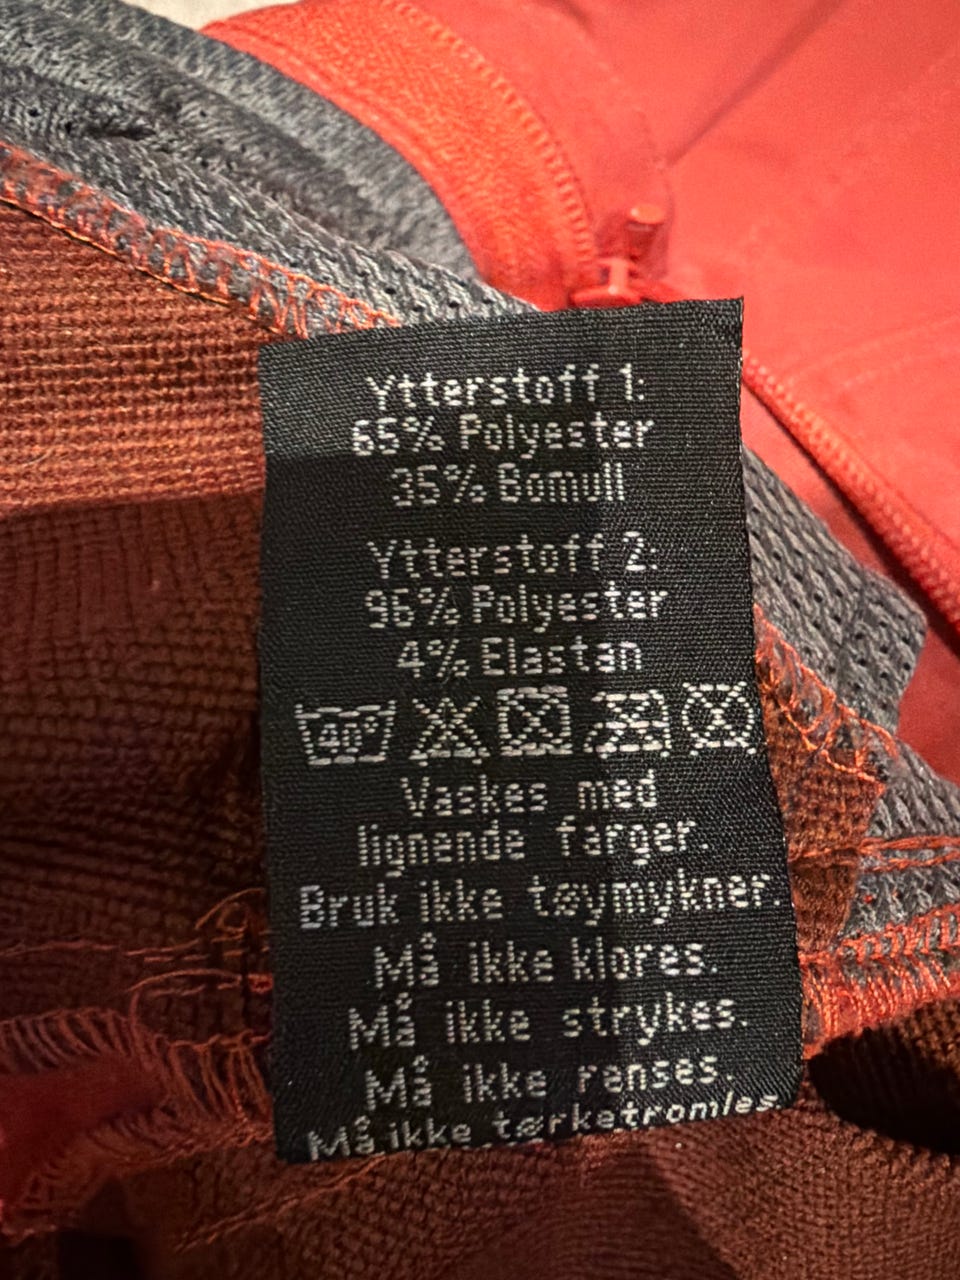 Ytterstoff 1:
65% Polyester
35% Bomull
Ytterstoff 2:
96% Polyester
4% Elastan
40°
Vaskes med
lignende farger.
Bruk ikke tøymykner.
Må ikke klores.
Må ikke strykes.
Må ikke renses.
Må ikke tørketromles